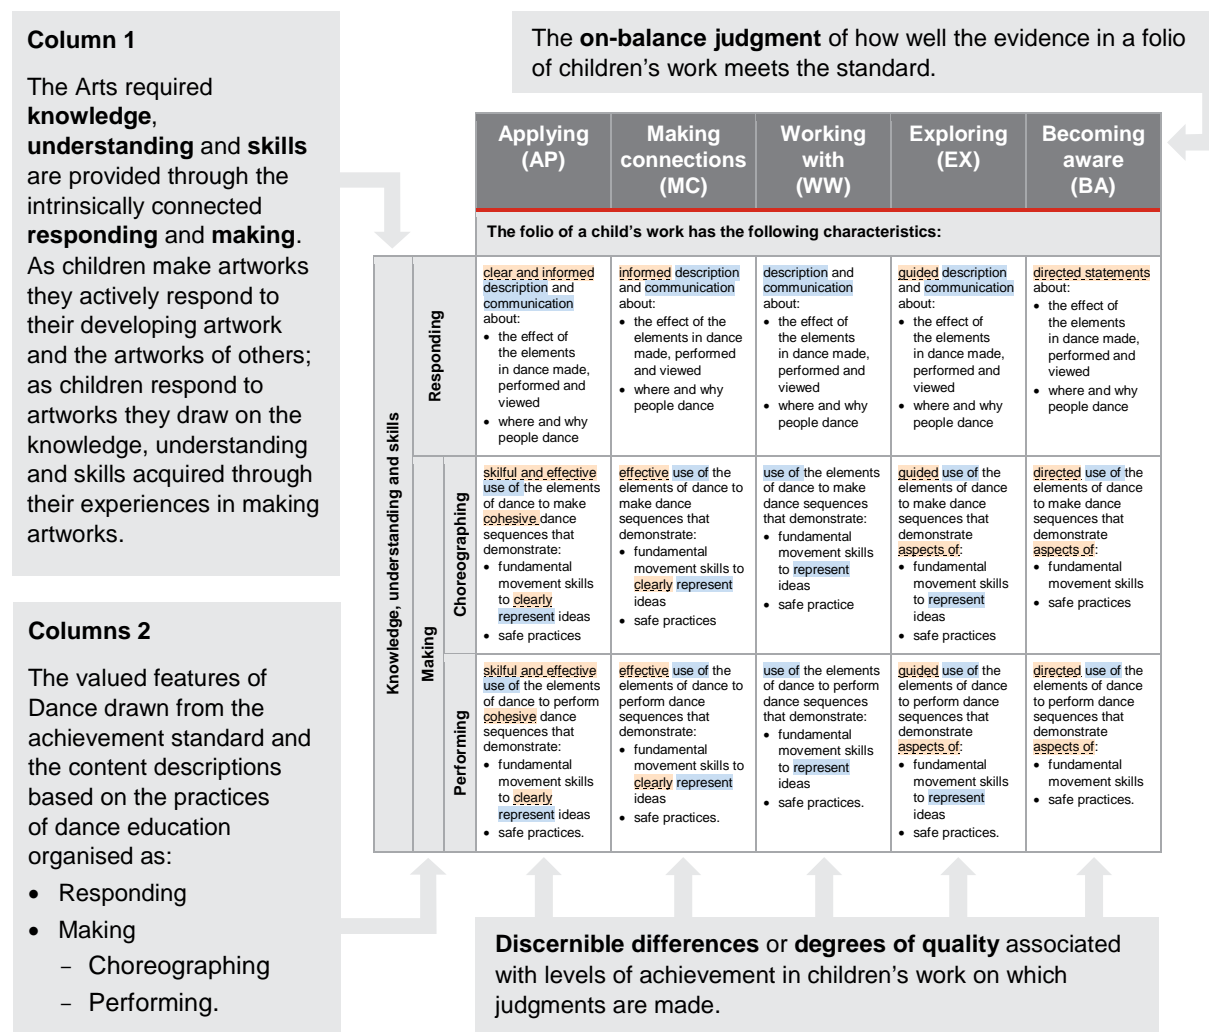 Column 1
The Arts required
knowledge,
understanding and skills
are provided through the
intrinsically connected
responding and making.
As children make artworks
they actively respond to
their developing artwork
and the artworks of others;
as children respond to
artworks they draw on the
knowledge, understanding
and skills acquired through
their experiences in making
artworks.
Columns 2
The valued features of
Dance drawn from the
achievement standard and
the content descriptions
based on the practices
of dance education
organised as:
• Responding
• Making
– Choreographing
– Performing.
The on-balance judgment of how well the evidence in a folio
of children's work meets the standard.
Applying
(AP)
Making
connections
(MC)
Working
with
(WW)
Exploring
(EX)
Becoming
aware
(BA)
The folio of a child's work has the following characteristics:
Knowledge, understanding and skills
Responding
clear and informed
description and
communication
about:
• the effect of
the elements
in dance made,
performed and
viewed
• where and why
people dance
informed description
and communication
about:
• the effect of the
elements in dance
made, performed
and viewed
• where and why
people dance
description and
communication
about:
• the effect of
the elements
in dance made,
performed and
viewed
• where and why
people dance
guided description
and communication
about:
• the effect of
the elements
in dance made,
performed and
viewed
• where and why
people dance
directed statements
about:
• the effect of
the elements
in dance made,
performed and
viewed
• where and why
people dance
Making
Choreographing
skilful and effective
use of the elements
of dance to make
cohesive dance
sequences that
demonstrate:
• fundamental
movement skills
to clearly
represent ideas
• safe practices
effective use of the
elements of dance to
make dance
sequences that
demonstrate:
• fundamental
movement skills to
clearly represent
ideas
• safe practices
use of the elements
of dance to make
dance sequences
that demonstrate:
• fundamental
movement skills
to represent
ideas
• safe practice
guided use of the
elements of dance
to make dance
sequences that
demonstrate
aspects of:
• fundamental
movement skills
to represent
ideas
• safe practices
directed use of the
elements of dance
to make dance
sequences that
demonstrate
aspects of:
• fundamental
movement skills
• safe practices
Performing
skilful and effective
use of the elements
of dance to perform
cohesive dance
sequences that
demonstrate:
• fundamental
movement skills
to clearly
represent ideas
• safe practices.
effective use of the
elements of dance to
perform dance
sequences that
demonstrate:
• fundamental
movement skills to
clearly represent
ideas
• safe practices.
use of the elements
of dance to perform
dance sequences
that demonstrate:
• fundamental
movement skills
to represent
ideas
• safe practices.
guided use of the
elements of dance
to perform dance
sequences that
demonstrate
aspects of:
• fundamental
movement skills
to represent
ideas
• safe practices.
directed use of the
elements of dance
to perform dance
sequences that
demonstrate
aspects of:
• fundamental
movement skills
• safe practices.
Discernible differences or degrees of quality associated
with levels of achievement in children's work on which
judgments are made.